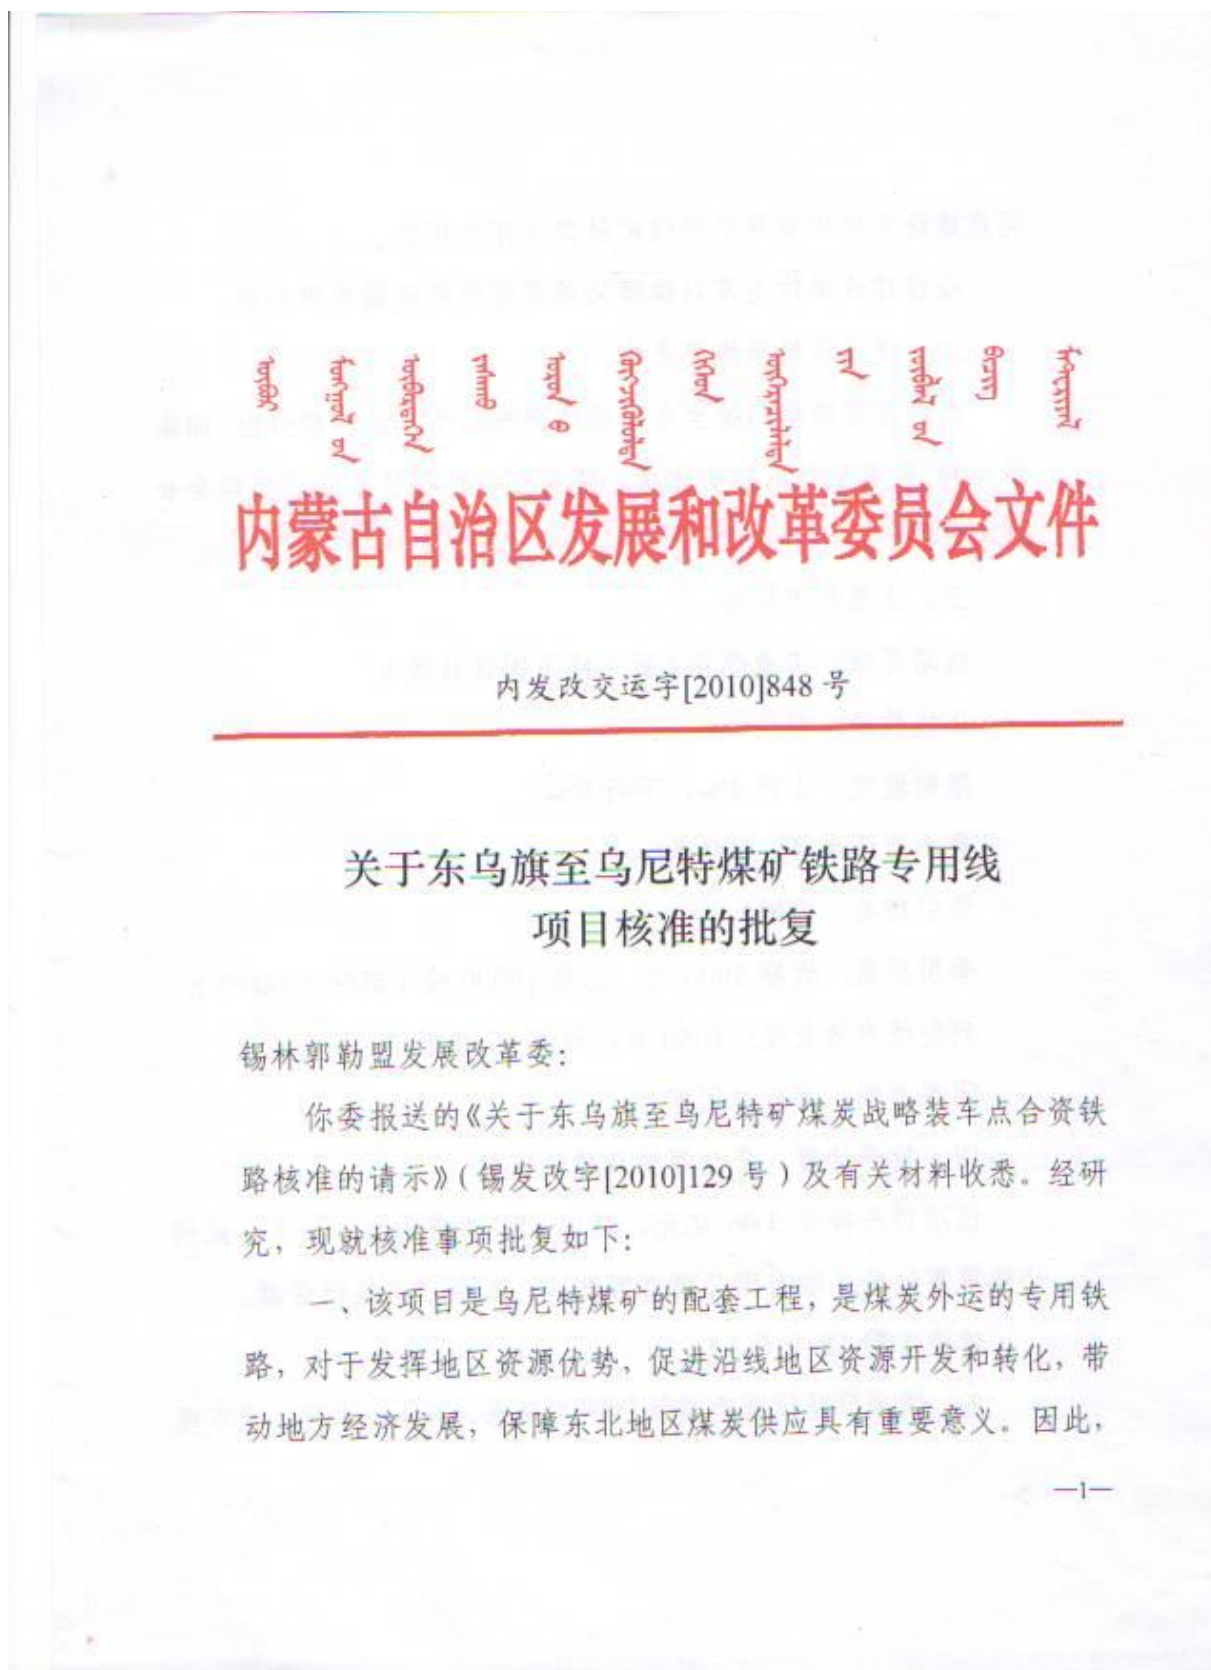 内蒙古自治区发展和改革委员会文件
内发改交运字[2010]848 号
关于东乌旗至乌尼特煤矿铁路专用线
项目核准的批复
锡林郭勒盟发展改革委：
你委报送的《关于东乌旗至乌尼特矿煤炭战略装车点合资铁
路核准的请示》（锡发改字[2010]129 号）及有关材料收悉。经研
究，现就核准事项批复如下：
一、该项目是乌尼特煤矿的配套工程，是煤炭外运的专用铁
路，对于发挥地区资源优势，促进沿线地区资源开发和转化，带
动地方经济发展，保障东北地区煤炭供应具有重要意义。因此，
—1—